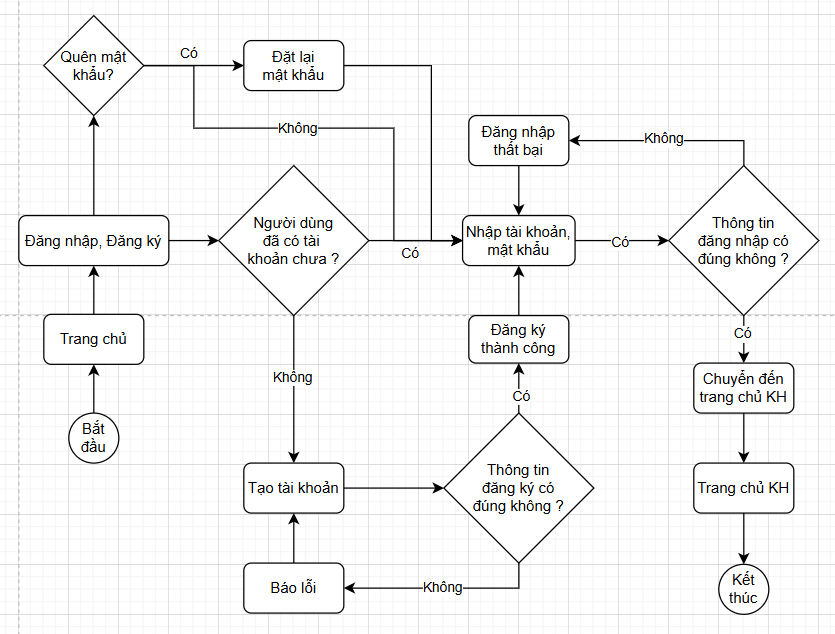 Quên mật
khẩu?
Có
Đặt lại
mật khẩu
Không
Đăng nhập
thất bại
Không
Đăng nhập, Đăng ký
Người dùng
đã có tài
khoản chưa ?
Có
Nhập tài khoản,
mật khẩu
Có
Thông tin
đăng nhập có
đúng không ?
Trang chủ
Đăng ký
thành công
Có
Không
Chuyển đến
trang chủ KH
Có
Bắt
đầu
Tạo tài khoản
Thông tin
đăng ký có
đúng không ?
Trang chủ KH
Báo lỗi
Không
Kết
thúc